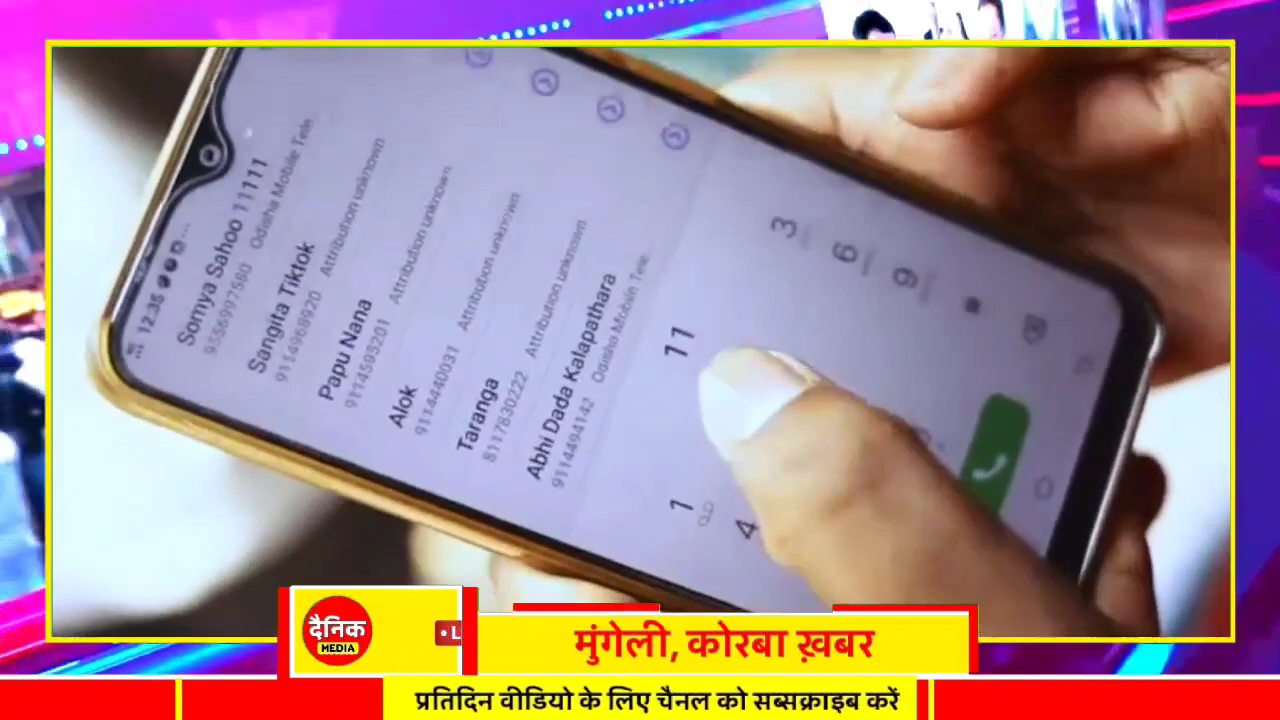 12.35
Somya Sahoo 11111
9556997580 Odisha Mobile Tele
Sangita Tiktok
9114968920 Attribution unknown
Papu Nana
9114595201 Attribution unknown
Alok
9114440031 Attribution unknown
Taranga
8117830222 Attribution unknown
Abhi Dada Kalapathara
9114494142 Odisha Mobile Tele
11
1
3
4
6
9
*
दैनिक
MEDIA
• L
मुंगेली, कोरबा ख़बर
प्रतिदिन वीडियो के लिए चैनल को सब्सक्राइब करें